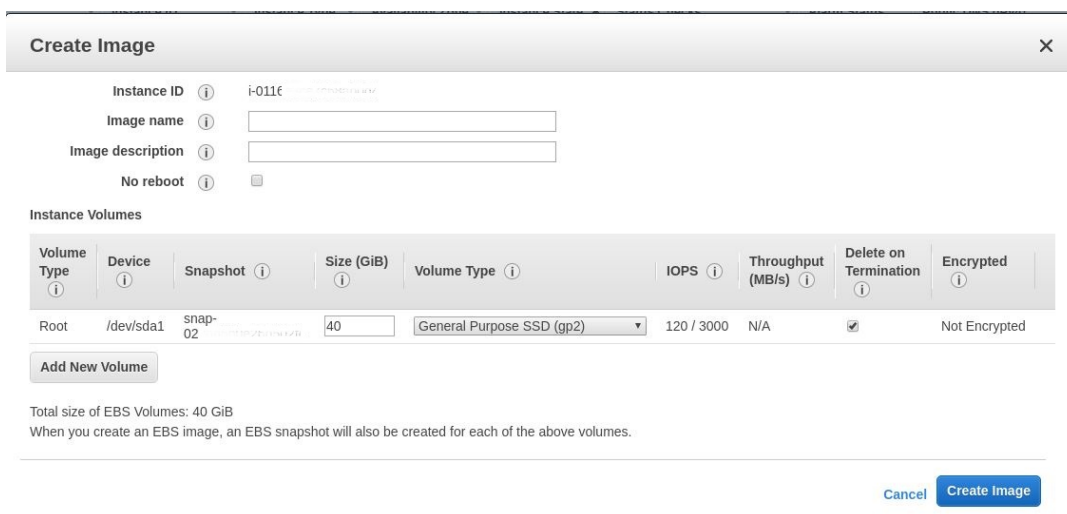 Create Image ×
Instance ID i i-0116
Image name i
Image description i
No reboot i
Instance Volumes
Volume Type i Device i Snapshot i Size (GiB) i Volume Type i IOPS i Throughput (MB/s) i Delete on Termination i Encrypted i
Root /dev/sda1 snap-02 40 General Purpose SSD (gp2) 120 / 3000 N/A Not Encrypted
Add New Volume
Total size of EBS Volumes: 40 GiB
When you create an EBS image, an EBS snapshot will also be created for each of the above volumes.
Cancel Create Image